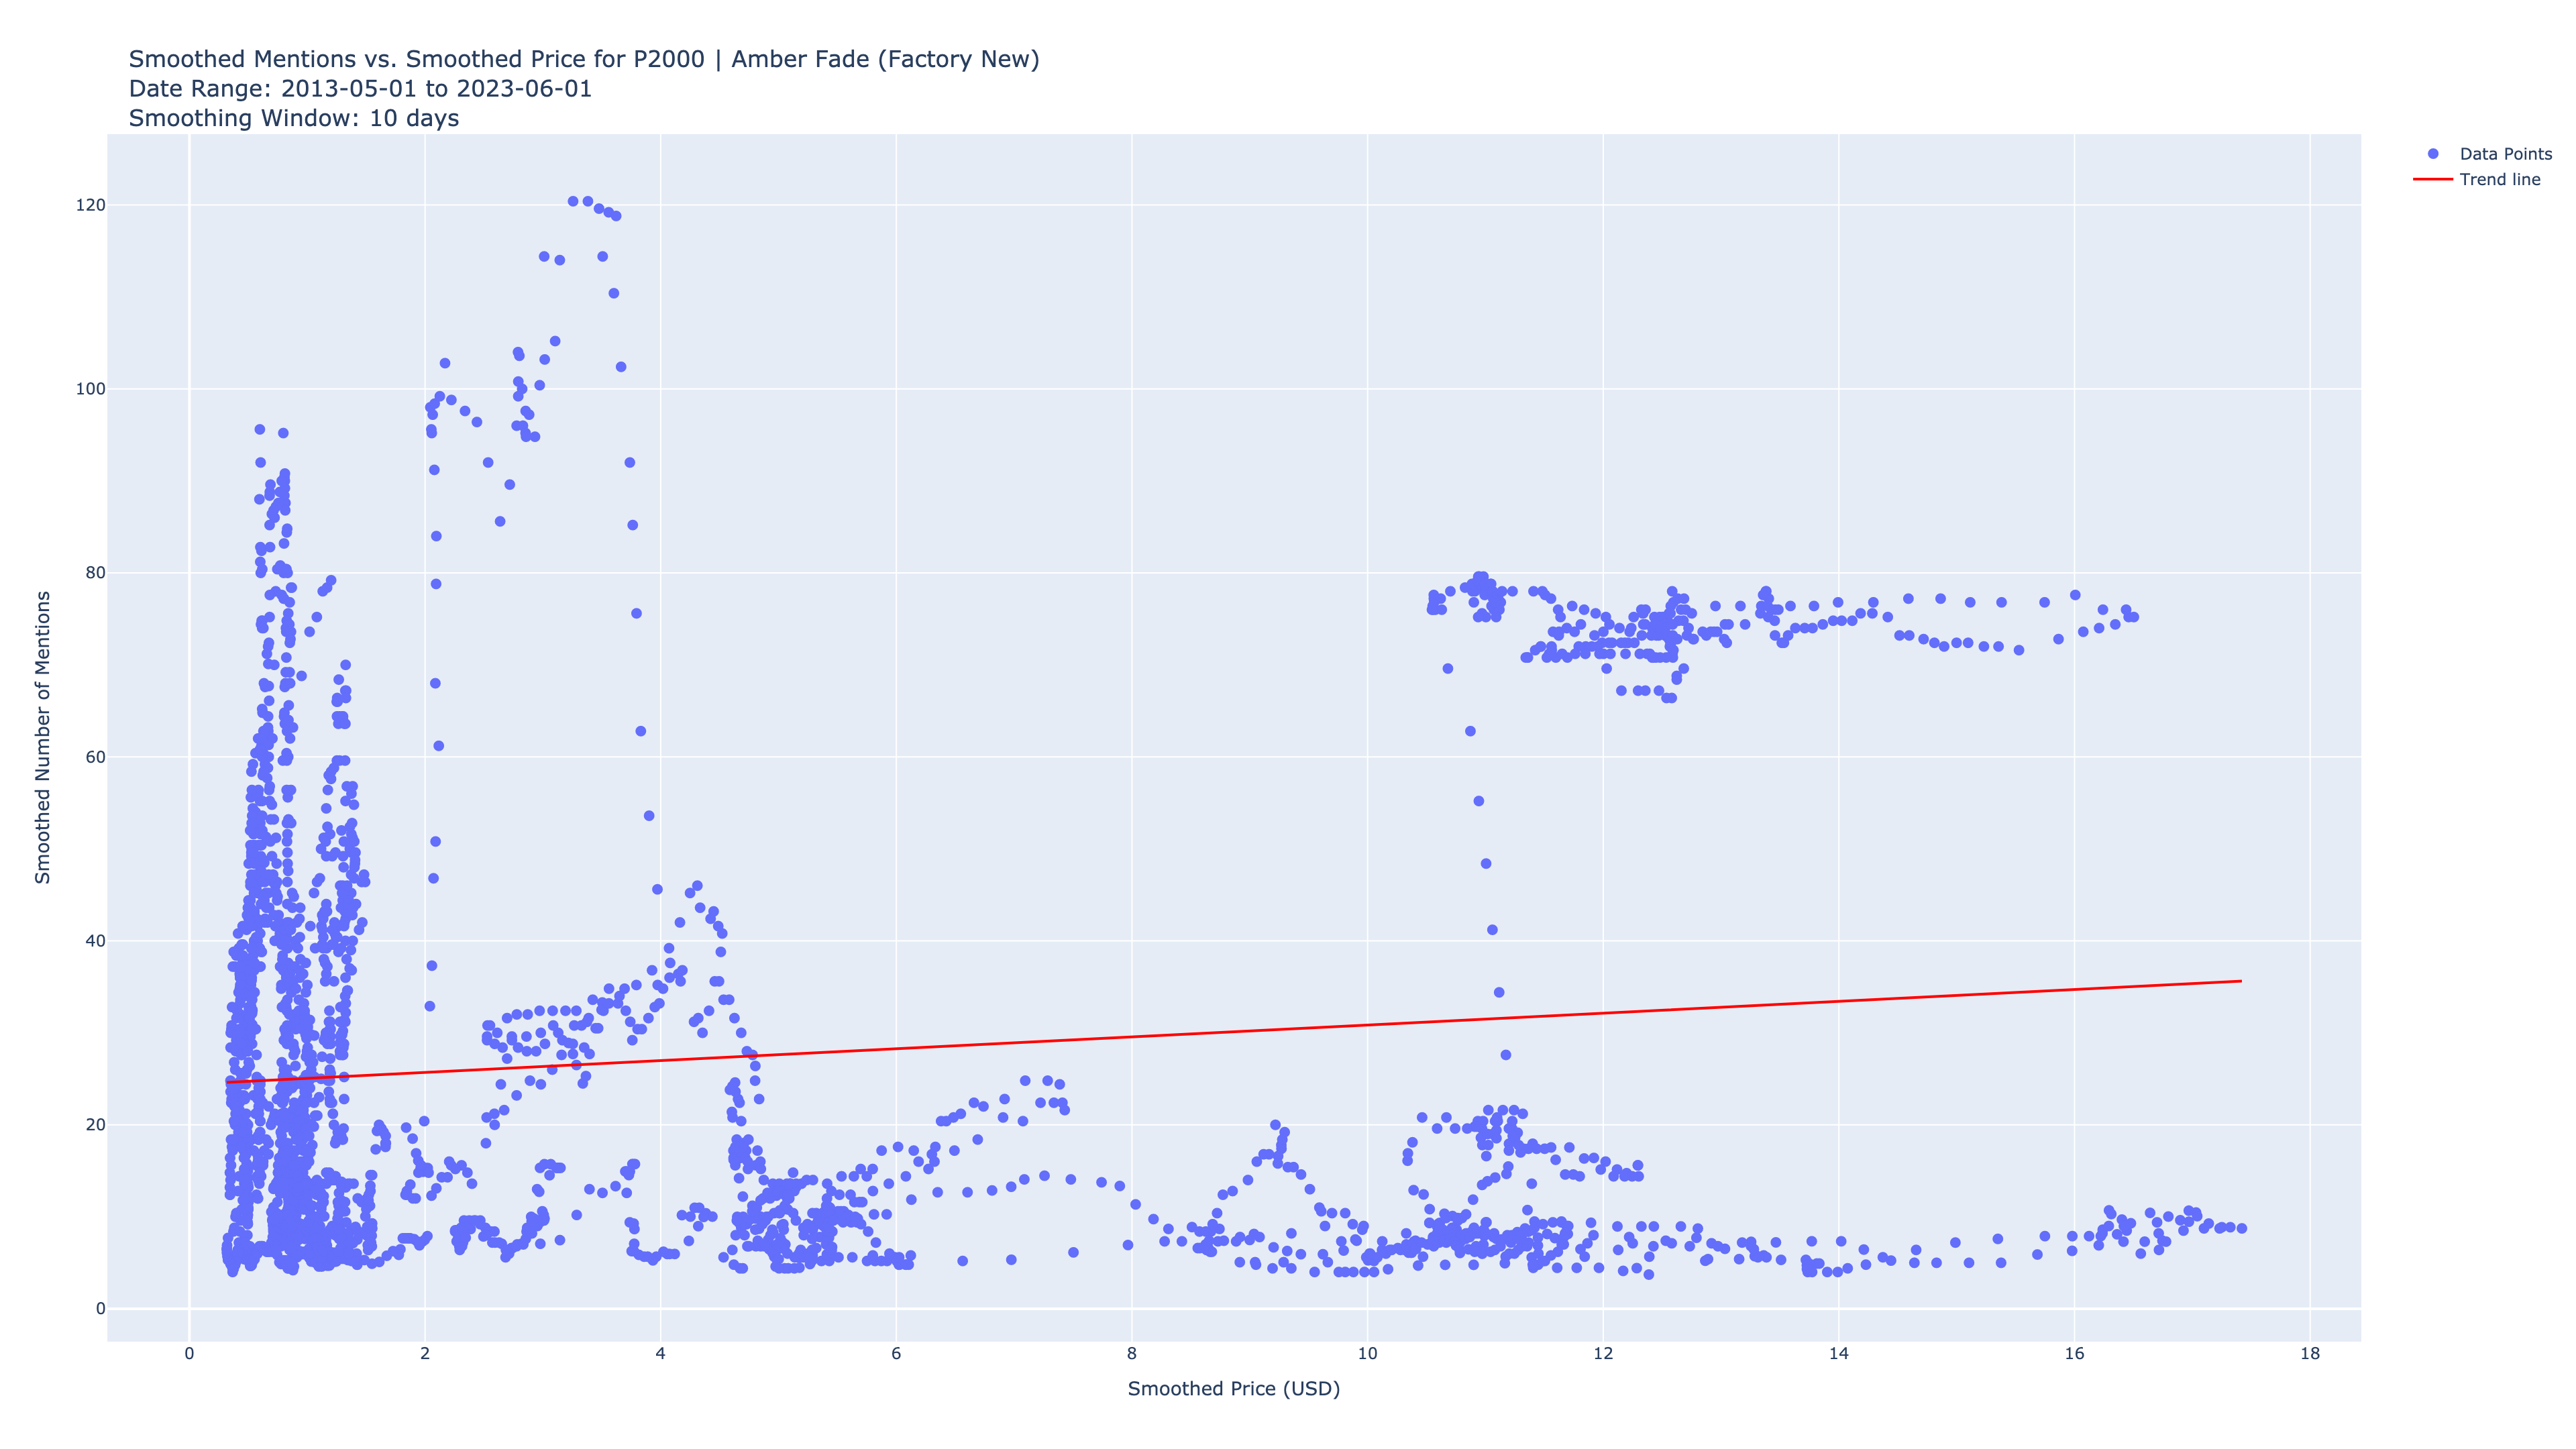 Smoothed Mentions vs. Smoothed Price for P2000 | Amber Fade (Factory New)
Date Range: 2013-05-01 to 2023-06-01
Smoothing Window: 10 days
Data Points
Trend line
120
100
80
60
40
20
0
Smoothed Number of Mentions
0 2 4 6 8 10 12 14 16 18
Smoothed Price (USD)